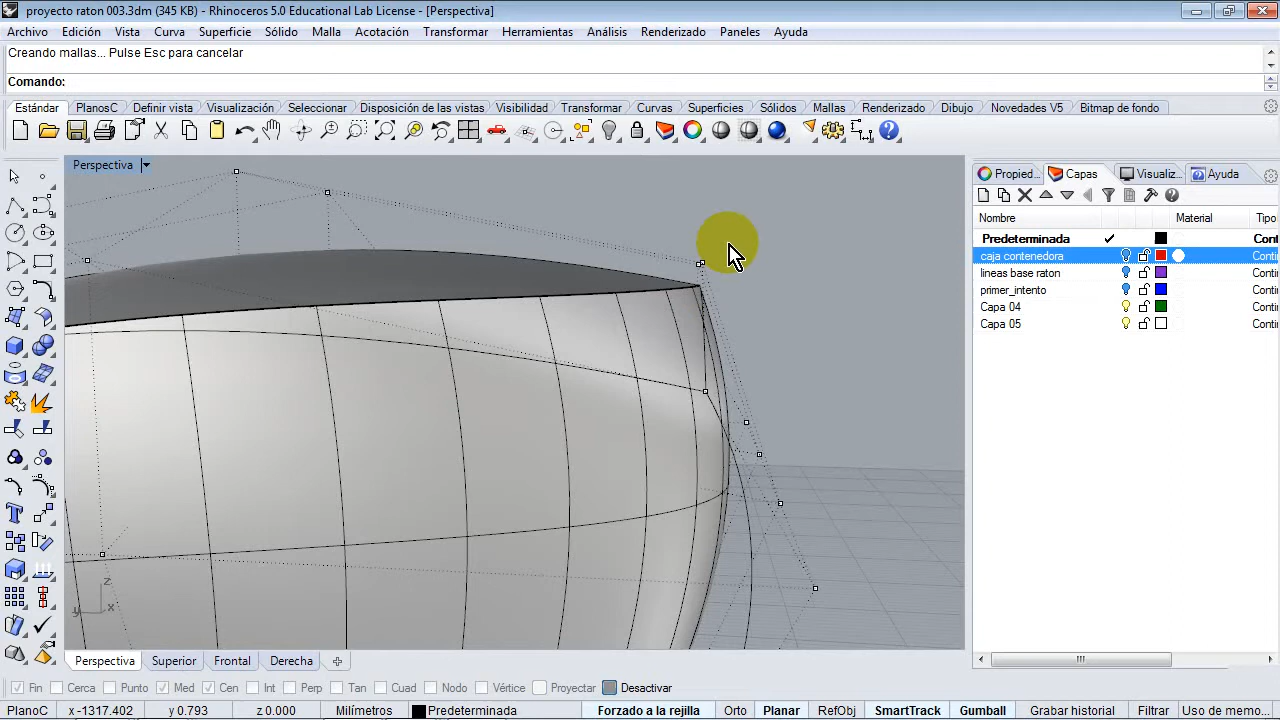 proyecto raton 003.3dm (345 KB) - Rhinoceros 5.0 Educational Lab License - [Perspectiva]
Archivo Edición Vista Curva Superficie Sólido Malla Acotación Transformar Herramientas Análisis Renderizado Paneles Ayuda
Creando mallas... Pulse Esc para cancelar
Comando:
Estándar PlanosC Definir vista Visualización Seleccionar Disposición de las vistas Visibilidad Transformar Curvas Superficies Sólidos Mallas Renderizado Dibujo Novedades V5 Bitmap de fondo
Perspectiva
Propied... Capas Visualiz... Ayuda
Nombre Material Tipo
Predeterminada Conti
caja contenedora Contin
lineas base raton Contin
primer_intento Contin
Capa 04 Contin
Capa 05 Contin
z
y x
Perspectiva Superior Frontal Derecha
Fin Cerca Punto Med Cen Int Perp Tan Cuad Nodo Vértice Proyectar Desactivar
PlanoC x -1317.402 y 0.793 z 0.000 Milímetros Predeterminada Forzado a la rejilla Orto Planar RefObj SmartTrack Gumball Grabar historial Filtrar Uso de memo...